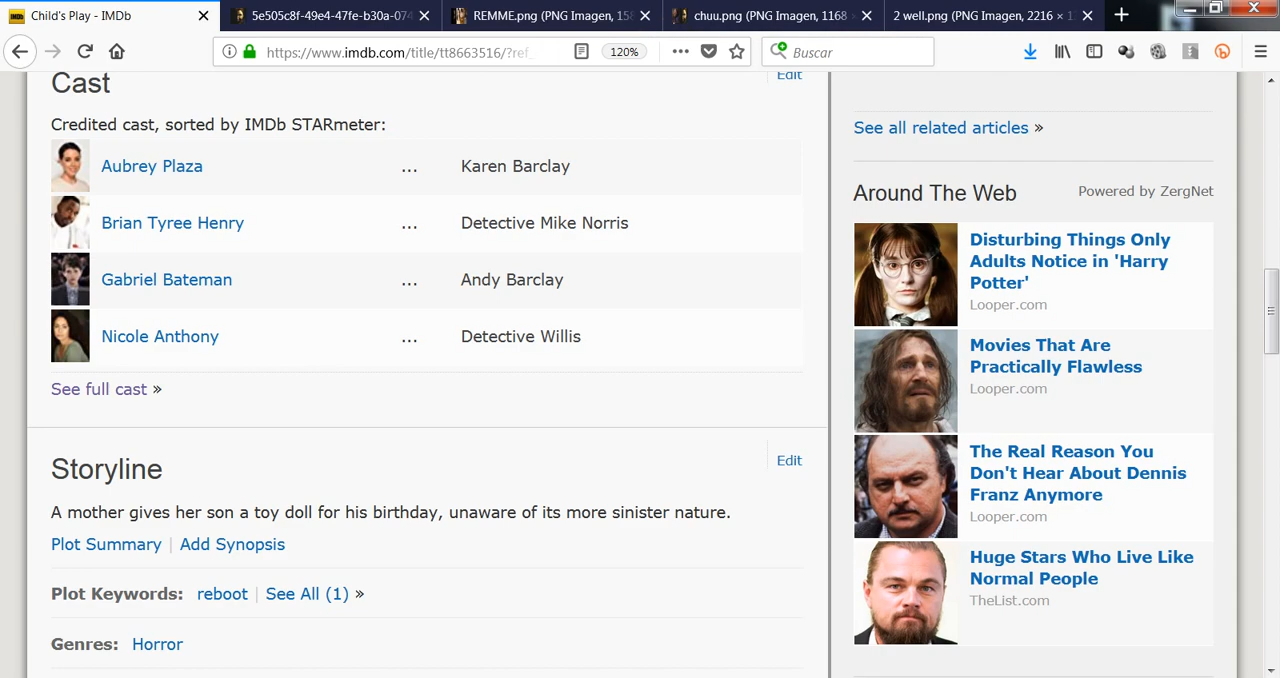 Child's Play - IMDb
5e505c8f-49e4-47fe-b30a-074
REMME.png (PNG Imagen, 15
chuu.png (PNG Imagen, 1168
2 well.png (PNG Imagen, 2216 ×
https://www.imdb.com/title/tt8663516/?ref_
120%
Buscar
Cast
Edit
Credited cast, sorted by IMDb STARmeter:
Aubrey Plaza ... Karen Barclay
Brian Tyree Henry ... Detective Mike Norris
Gabriel Bateman ... Andy Barclay
Nicole Anthony ... Detective Willis
See full cast »
Storyline
Edit
A mother gives her son a toy doll for his birthday, unaware of its more sinister nature.
Plot Summary | Add Synopsis
Plot Keywords: reboot | See All (1) »
Genres: Horror
See all related articles »
Around The Web
Powered by ZergNet
Disturbing Things Only
Adults Notice in 'Harry
Potter'
Looper.com
Movies That Are
Practically Flawless
Looper.com
The Real Reason You
Don't Hear About Dennis
Franz Anymore
Looper.com
Huge Stars Who Live Like
Normal People
TheList.com